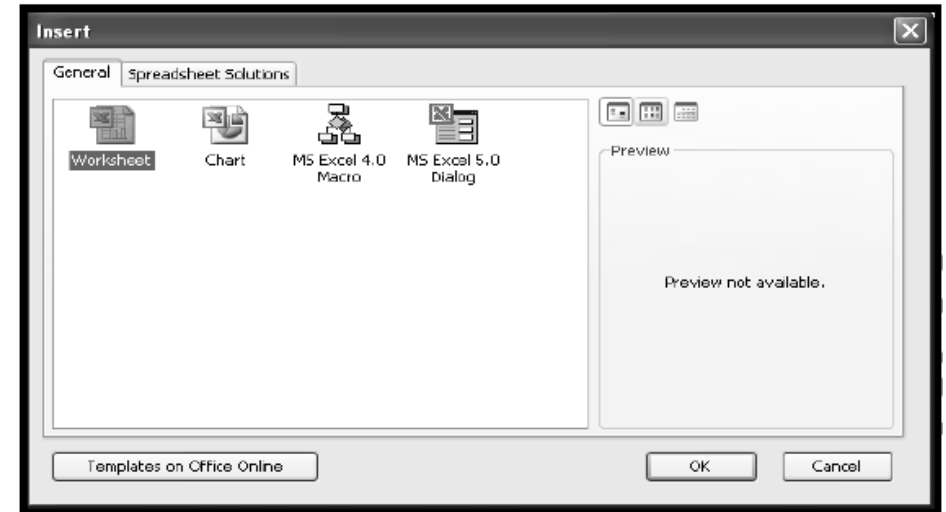 Insert
General
Spreadsheet Solutions
Worksheet
Chart
MS Excel 4.0
Macro
MS Excel 5.0
Dialog
Preview
Preview not available.
Templates on Office Online
OK
Cancel